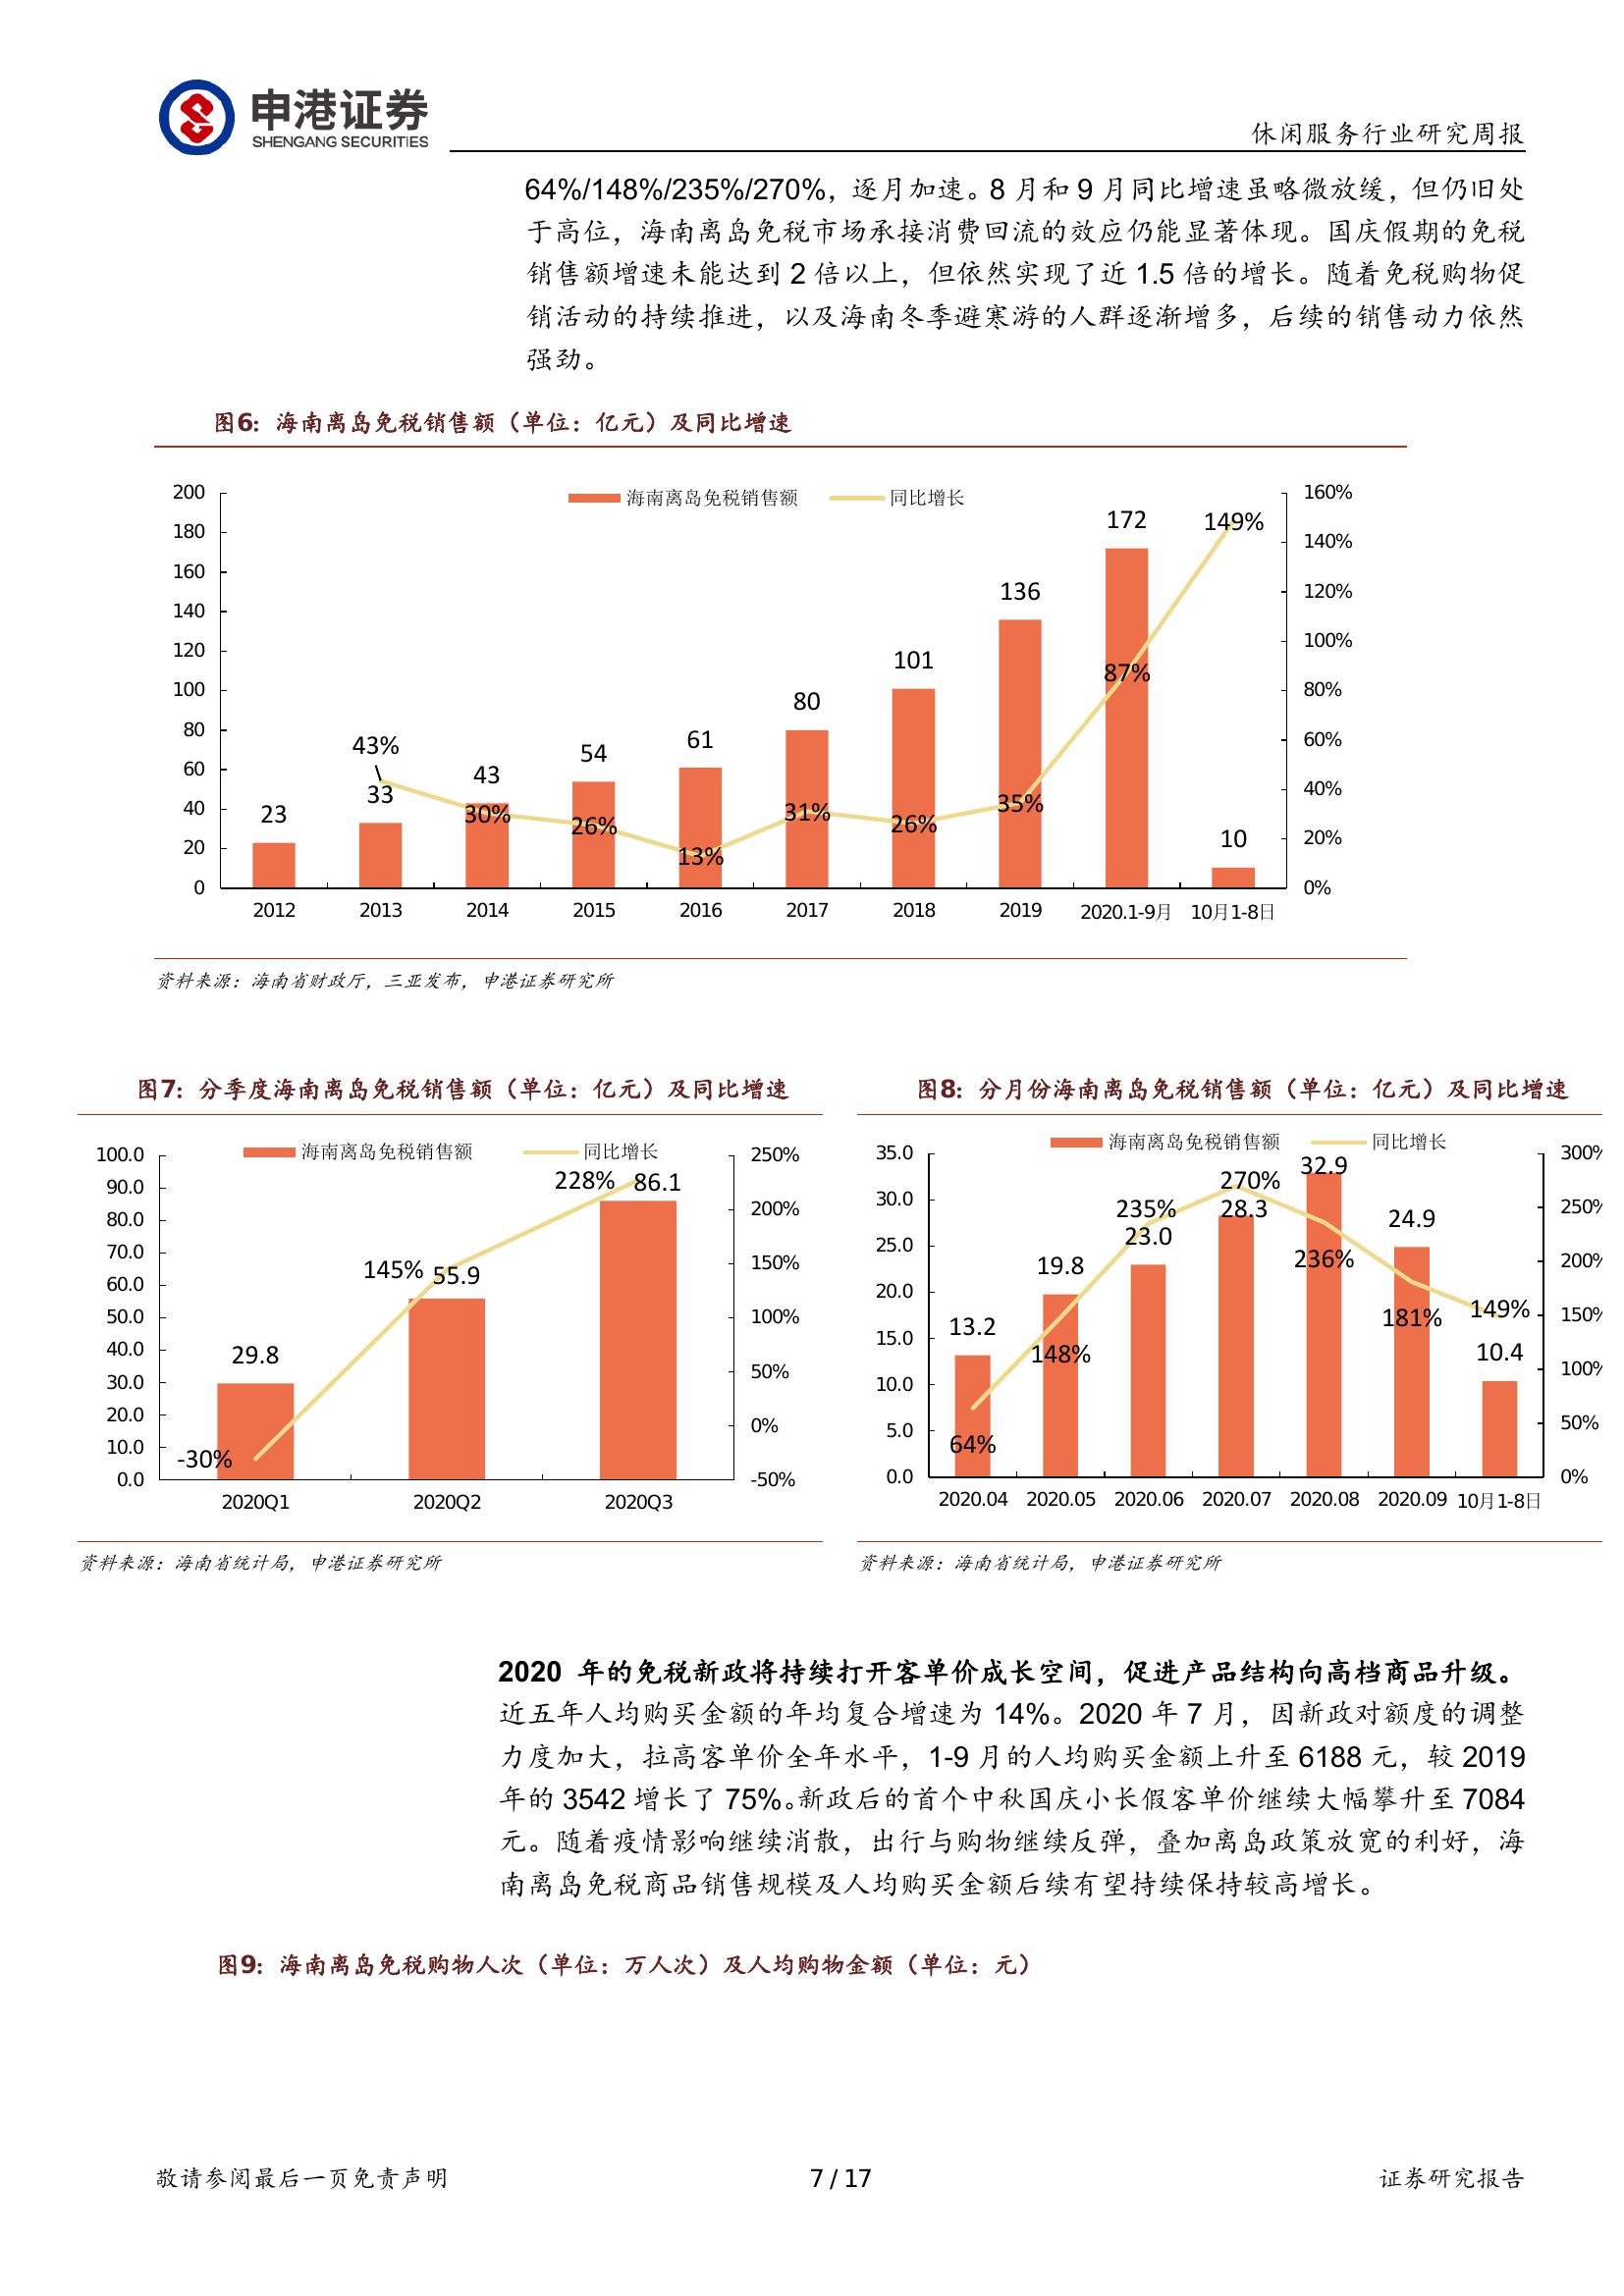 申港证券
SHENGANG SECURITIES
休闲服务行业研究周报
64%/148%/235%/270%，逐月加速。8 月和 9 月同比增速虽略微放缓，但仍旧处
于高位，海南离岛免税市场承接消费回流的效应仍能显著体现。国庆假期的免税
销售额增速未能达到 2 倍以上，但依然实现了近 1.5 倍的增长。随着免税购物促
销活动的持续推进，以及海南冬季避寒游的人群逐渐增多，后续的销售动力依然
强劲。
图6：海南离岛免税销售额（单位：亿元）及同比增速
海南离岛免税销售额 同比增长
200 180 160 140 120 100 80 60 40 20 0
160% 140% 120% 100% 80% 60% 40% 20% 0%
23 33 43 54 61 80 101 136 172 10
43% 30% 26% 13% 31% 26% 35% 87% 149%
2012 2013 2014 2015 2016 2017 2018 2019 2020.1-9月 10月1-8日
资料来源：海南省财政厅，三亚发布，申港证券研究所
图7：分季度海南离岛免税销售额（单位：亿元）及同比增速
海南离岛免税销售额 同比增长
100.0 90.0 80.0 70.0 60.0 50.0 40.0 30.0 20.0 10.0 0.0
250% 200% 150% 100% 50% 0% -50%
29.8 55.9 86.1
-30% 145% 228%
2020Q1 2020Q2 2020Q3
资料来源：海南省统计局，申港证券研究所
图8：分月份海南离岛免税销售额（单位：亿元）及同比增速
海南离岛免税销售额 同比增长
35.0 30.0 25.0 20.0 15.0 10.0 5.0 0.0
300% 250% 200% 150% 100% 50% 0%
13.2 19.8 23.0 28.3 32.9 24.9 10.4
64% 148% 235% 270% 236% 181% 149%
2020.04 2020.05 2020.06 2020.07 2020.08 2020.09 10月1-8日
资料来源：海南省统计局，申港证券研究所
2020 年的免税新政将持续打开客单价成长空间，促进产品结构向高档商品升级。
近五年人均购买金额的年均复合增速为 14%。2020 年 7 月，因新政对额度的调整
力度加大，拉高客单价全年水平，1-9 月的人均购买金额上升至 6188 元，较 2019
年的 3542 增长了 75%。新政后的首个中秋国庆小长假客单价继续大幅攀升至 7084
元。随着疫情影响继续消散，出行与购物继续反弹，叠加离岛政策放宽的利好，海
南离岛免税商品销售规模及人均购买金额后续有望持续保持较高增长。
图9：海南离岛免税购物人次（单位：万人次）及人均购物金额（单位：元）
敬请参阅最后一页免责声明
7 / 17
证券研究报告